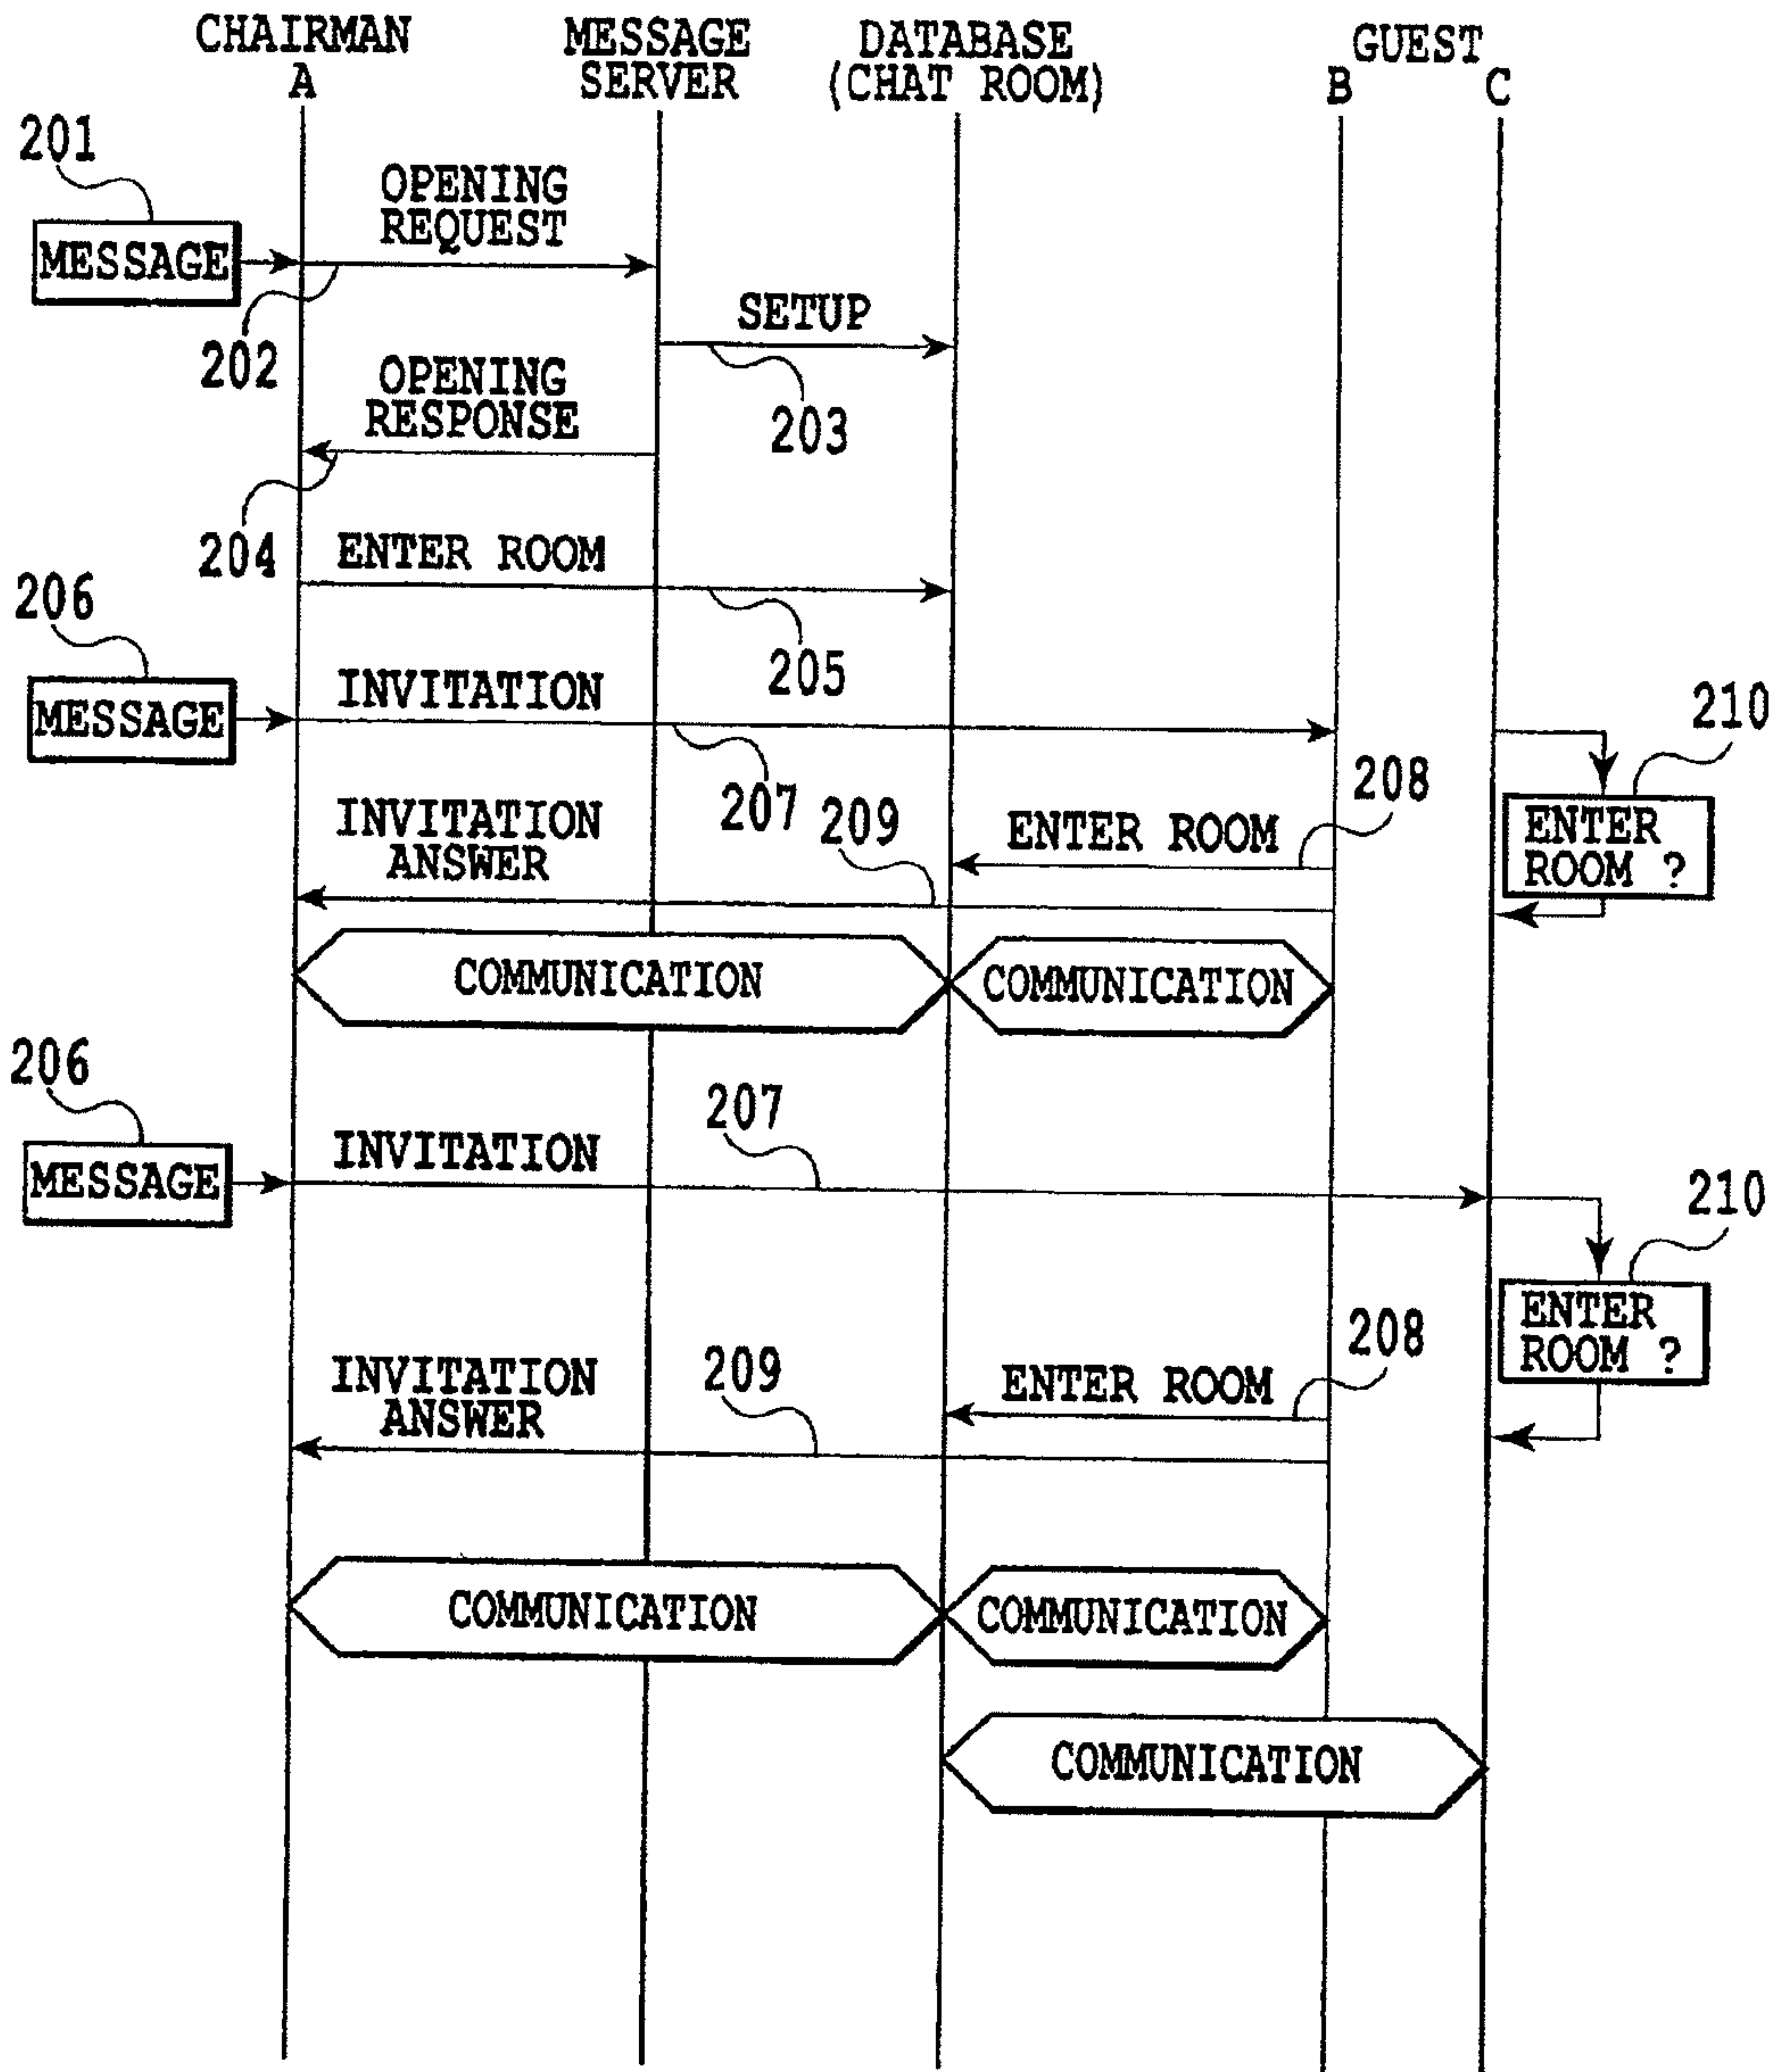 CHAIRMAN
A
MESSAGE
SERVER
DATABASE
(CHAT ROOM)
GUEST
B
C
201
OPENING
REQUEST
MESSAGE
202
SETUP
203
OPENING
RESPONSE
204
ENTER ROOM
205
206
MESSAGE
INVITATION
207
210
208
ENTER
ROOM ?
INVITATION
ANSWER
209
ENTER ROOM
COMMUNICATION
COMMUNICATION
206
MESSAGE
INVITATION
207
210
ENTER
ROOM ?
208
INVITATION
ANSWER
209
ENTER ROOM
COMMUNICATION
COMMUNICATION
COMMUNICATION